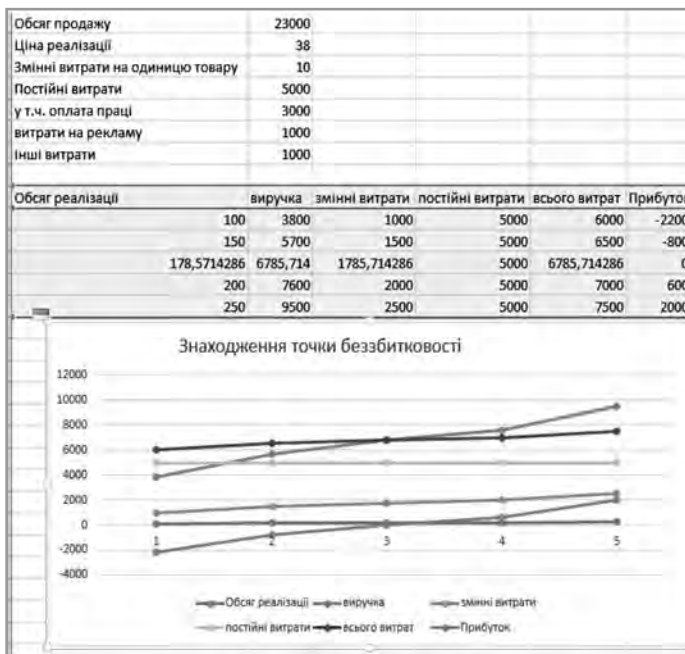 Обсяг продажу 23000
Ціна реалізації 38
Змінні витрати на одиницю товару 10
Постійні витрати 5000
у т.ч. оплата праці 3000
витрати на рекламу 1000
інші витрати 1000
Обсяг реалізації виручка змінні витрати постійні витрати всього витрат Прибуток
100 3800 1000 5000 6000 -2200
150 5700 1500 5000 6500 -800
178,5714286 6785,714 1785,714286 5000 6785,714286 0
200 7600 2000 5000 7000 600
250 9500 2500 5000 7500 2000
Знаходження точки беззбитковості
12000
10000
8000
6000
4000
2000
0
1 2 3 4 5
-2000
-4000
Обсяг реалізації виручка змінні витрати
постійні витрати всього витрат Прибуток